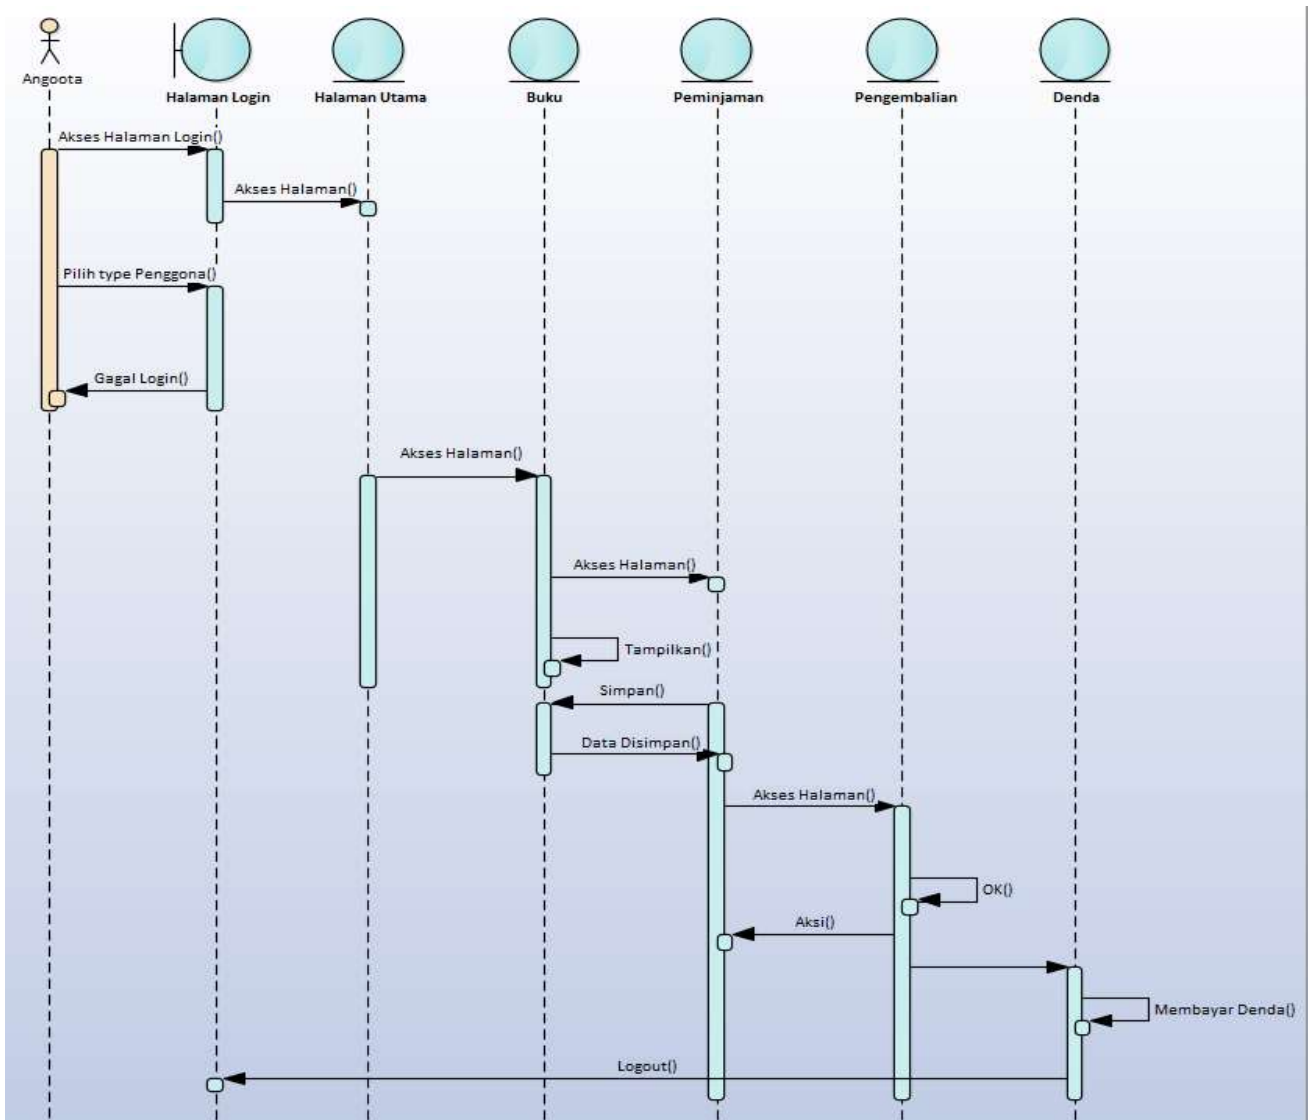 Angoota
Halaman Login
Halaman Utama
Buku
Peminjaman
Pengembalian
Denda
Akses Halaman Login()
Akses Halaman()
Pilih type Penggona()
Gagal Login()
Akses Halaman()
Akses Halaman()
Tampilkan()
Simpan()
Data Disimpan()
Akses Halaman()
OK()
Aksi()
Membayar Denda()
Logout()